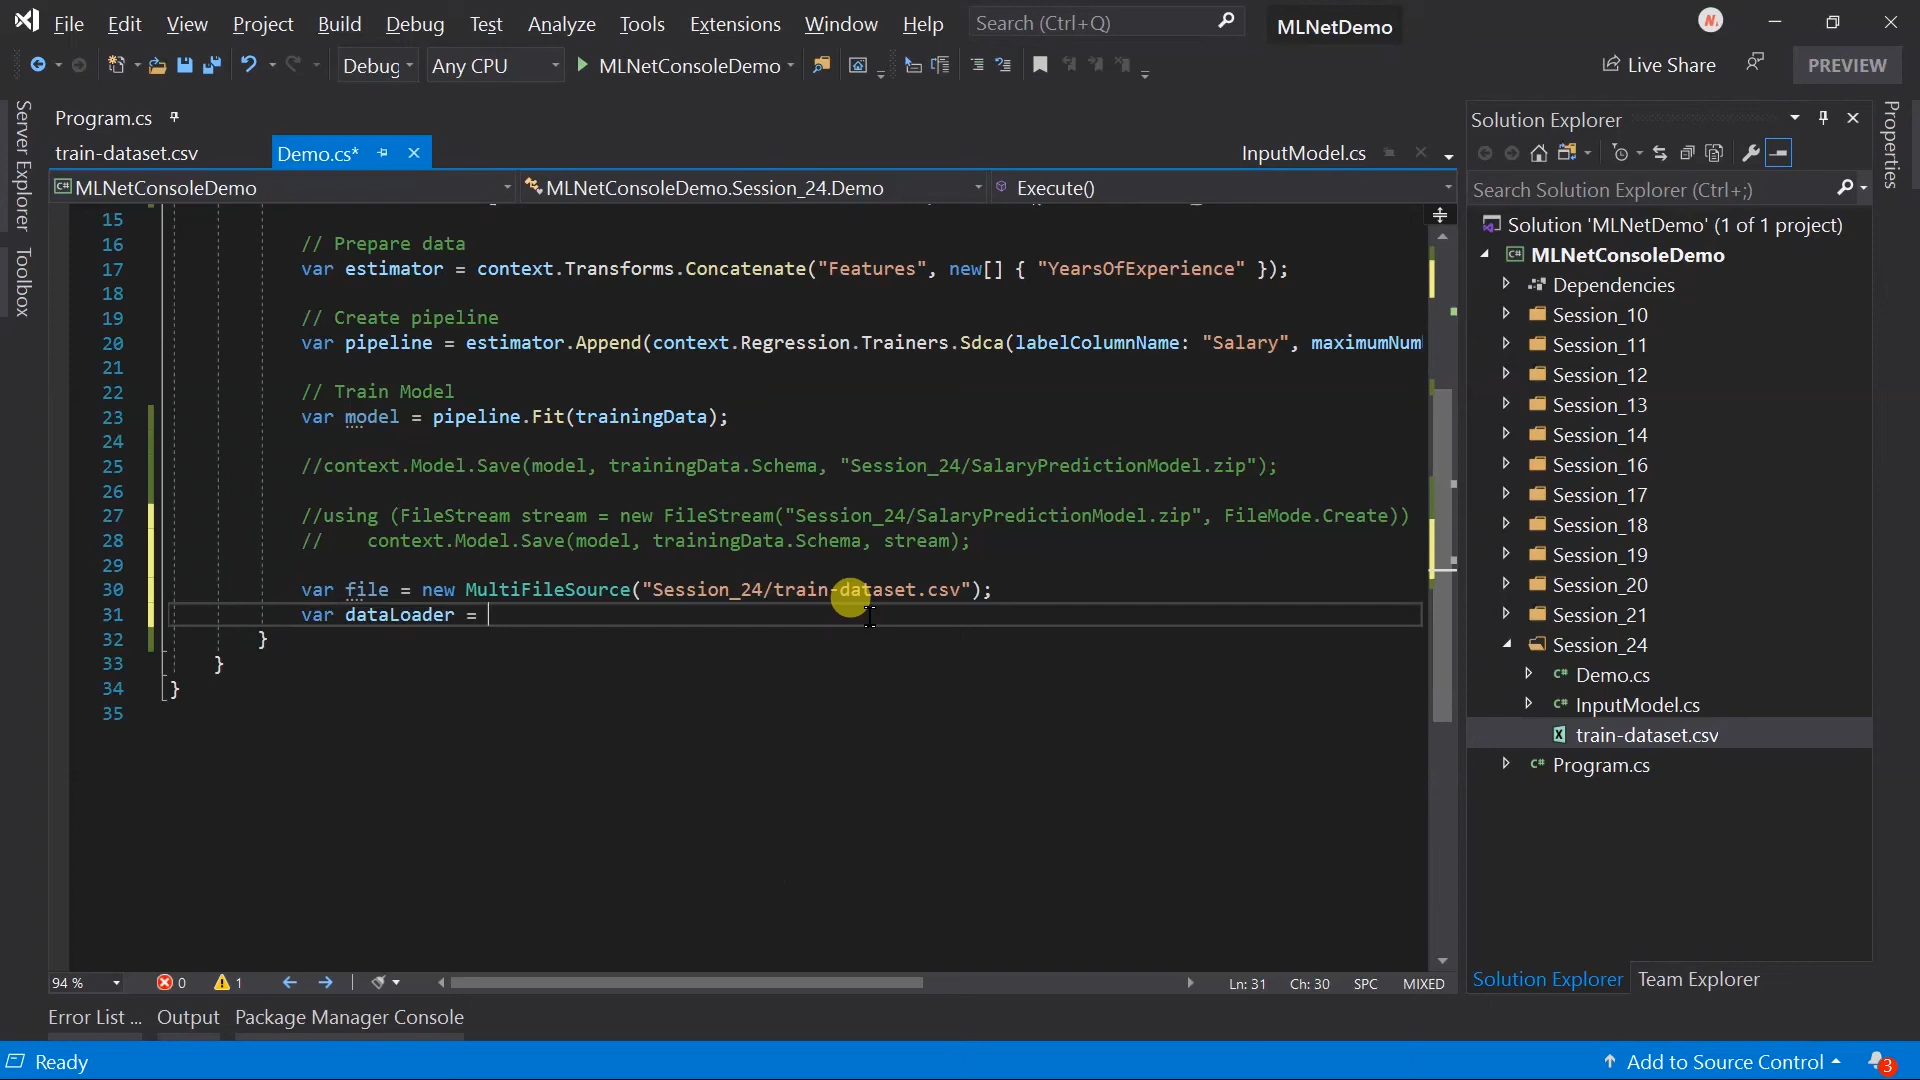 File Edit View Project Build Debug Test Analyze Tools Extensions Window Help Search (Ctrl+Q) MLNetDemo
Debug Any CPU MLNetConsoleDemo Live Share PREVIEW
Server Explorer
Toolbox
Program.cs
train-dataset.csv Demo.cs* InputModel.cs
MLNetConsoleDemo MLNetConsoleDemo.Session_24.Demo Execute()
15
16 // Prepare data
17 var estimator = context.Transforms.Concatenate("Features", new[] { "YearsOfExperience" });
18
19 // Create pipeline
20 var pipeline = estimator.Append(context.Regression.Trainers.Sdca(labelColumnName: "Salary", maximumNum
21
22 // Train Model
23 var model = pipeline.Fit(trainingData);
24
25 //context.Model.Save(model, trainingData.Schema, "Session_24/SalaryPredictionModel.zip");
26
27 //using (FileStream stream = new FileStream("Session_24/SalaryPredictionModel.zip", FileMode.Create))
28 //    context.Model.Save(model, trainingData.Schema, stream);
29
30 var file = new MultiFileSource("Session_24/train-dataset.csv");
31 var dataLoader =
32 }
33 }
34 }
35
94 % 0 1 Ln: 31 Ch: 30 SPC MIXED
Error List ... Output Package Manager Console
Ready Add to Source Control 3
Solution Explorer
Search Solution Explorer (Ctrl+;)
Solution 'MLNetDemo' (1 of 1 project)
MLNetConsoleDemo
Dependencies
Session_10
Session_11
Session_12
Session_13
Session_14
Session_16
Session_17
Session_18
Session_19
Session_20
Session_21
Session_24
C# Demo.cs
C# InputModel.cs
train-dataset.csv
C# Program.cs
Solution Explorer Team Explorer
Properties